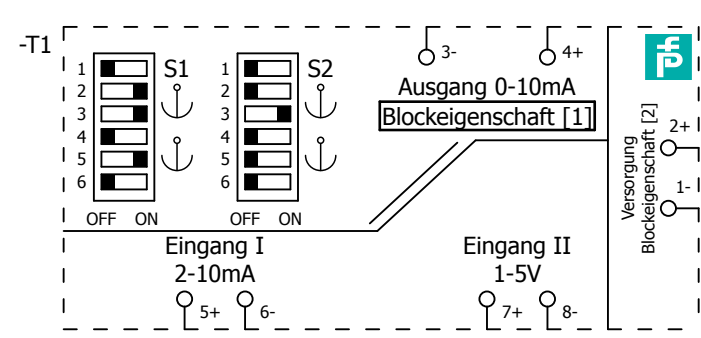 -T1
S1
1
2
3
4
5
6
OFF ON
S2
1
2
3
4
5
6
OFF ON
3-
4+
Ausgang 0-10mA
Blockeigenschaft [1]
Versorgung
Blockeigenschaft [2]
2+
1-
Eingang I
2-10mA
5+
6-
Eingang II
1-5V
7+
8-